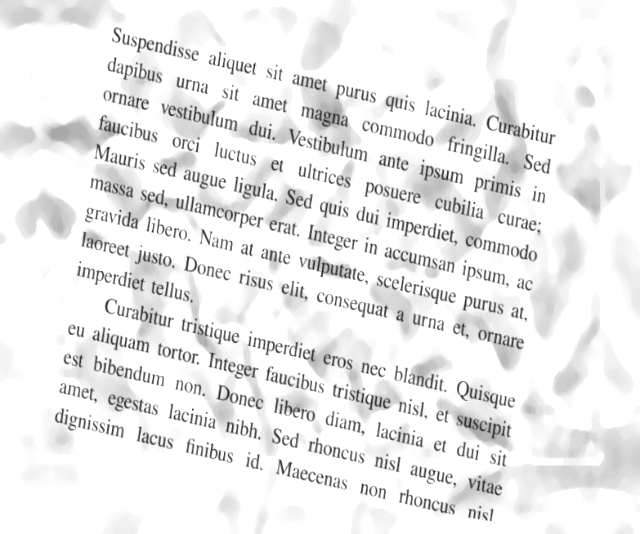 Suspendisse aliquet sit amet purus quis lacinia. Curabitur
dapibus urna sit amet magna commodo fringilla. Sed
ornare vestibulum dui. Vestibulum ante ipsum primis in
faucibus orci luctus et ultrices posuere cubilia curae;
Mauris sed augue ligula. Sed quis dui imperdiet, commodo
massa sed, ullamcorper erat. Integer in accumsan ipsum, ac
gravida libero. Nam at ante vulputate, scelerisque purus at,
laoreet justo. Donec risus elit, consequat a urna et, ornare
imperdiet tellus.
Curabitur tristique imperdiet eros nec blandit. Quisque
eu aliquam tortor. Integer faucibus tristique nisl, et suscipit
est bibendum non. Donec libero diam, lacinia et dui sit
amet, egestas lacinia nibh. Sed rhoncus nisl augue, vitae
dignissim lacus finibus id. Maecenas non rhoncus nisl